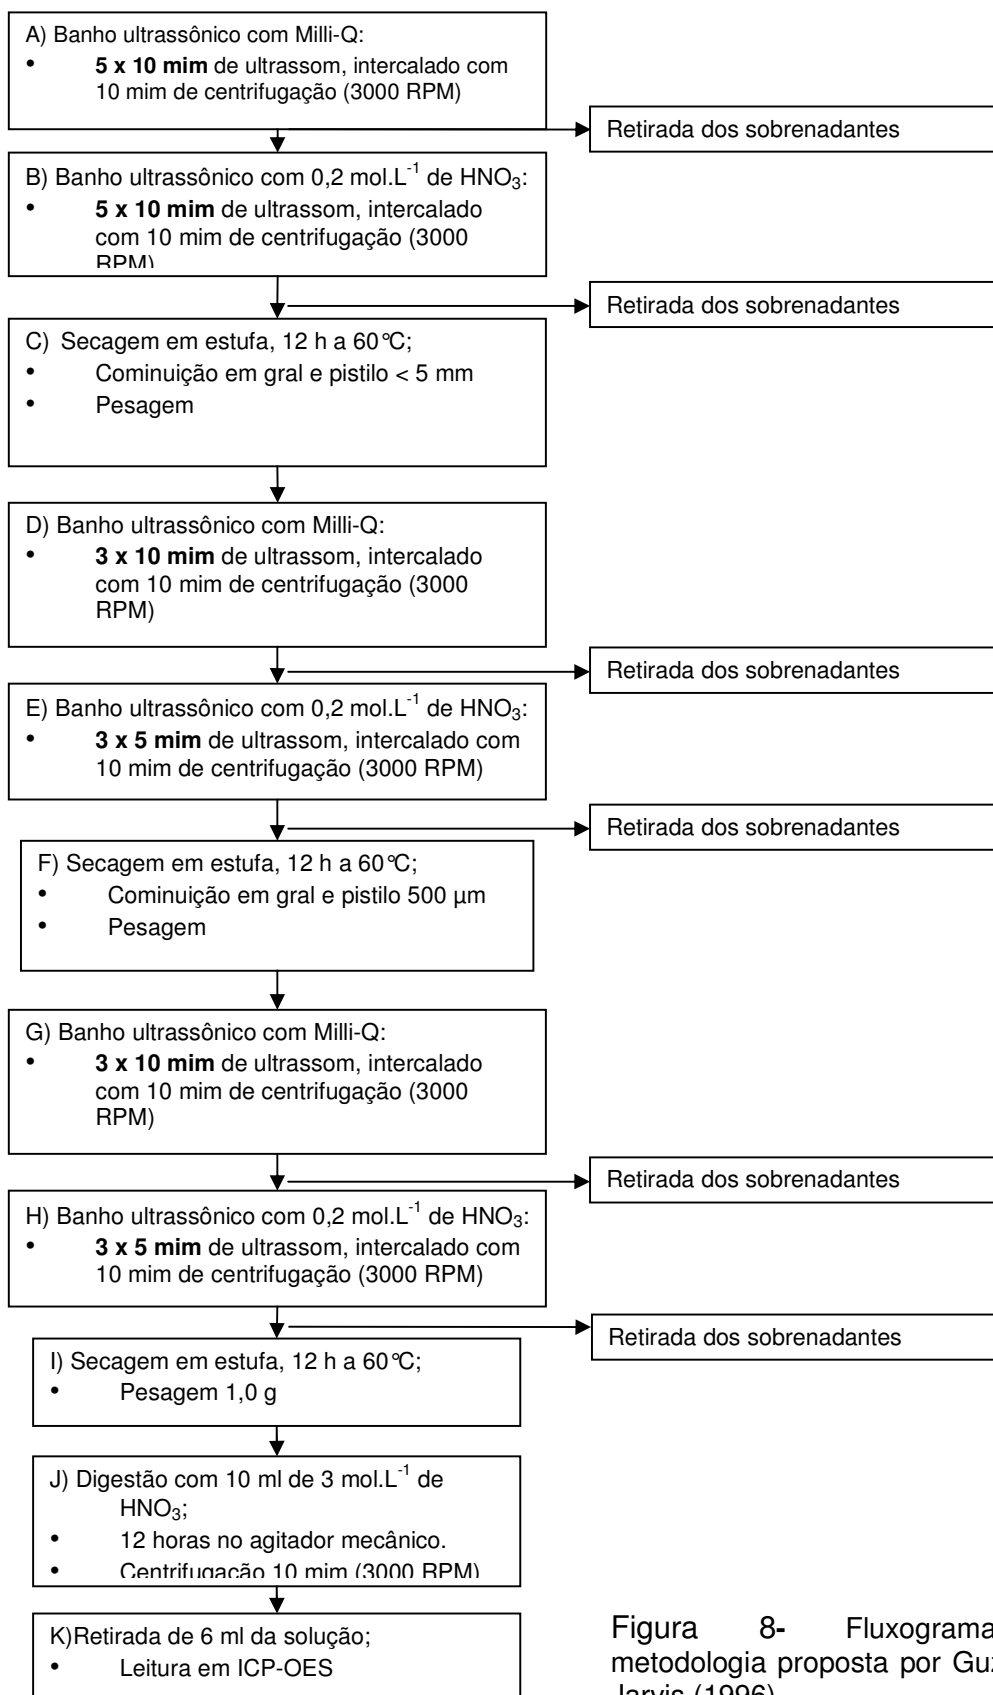 A) Banho ultrassônico com Milli-Q:
• 5 x 10 mim de ultrassom, intercalado com
10 mim de centrifugação (3000 RPM)
Retirada dos sobrenadantes
B) Banho ultrassônico com 0,2 mol.L⁻¹ de HNO₃:
• 5 x 10 mim de ultrassom, intercalado
com 10 mim de centrifugação (3000
RPM)
Retirada dos sobrenadantes
C) Secagem em estufa, 12 h a 60°C;
• Cominuição em gral e pistilo < 5 mm
• Pesagem
D) Banho ultrassônico com Milli-Q:
• 3 x 10 mim de ultrassom, intercalado
com 10 mim de centrifugação (3000
RPM)
Retirada dos sobrenadantes
E) Banho ultrassônico com 0,2 mol.L⁻¹ de HNO₃:
• 3 x 5 mim de ultrassom, intercalado com
10 mim de centrifugação (3000 RPM)
Retirada dos sobrenadantes
F) Secagem em estufa, 12 h a 60°C;
• Cominuição em gral e pistilo 500 µm
• Pesagem
G) Banho ultrassônico com Milli-Q:
• 3 x 10 mim de ultrassom, intercalado
com 10 mim de centrifugação (3000
RPM)
Retirada dos sobrenadantes
H) Banho ultrassônico com 0,2 mol.L⁻¹ de HNO₃:
• 3 x 5 mim de ultrassom, intercalado com
10 mim de centrifugação (3000 RPM)
Retirada dos sobrenadantes
I) Secagem em estufa, 12 h a 60°C;
• Pesagem 1,0 g
J) Digestão com 10 ml de 3 mol.L⁻¹ de
HNO₃;
• 12 horas no agitador mecânico.
• Centrifugação 10 mim (3000 RPM)
K)Retirada de 6 ml da solução;
• Leitura em ICP-OES
Figura 8- Fluxograma
metodologia proposta por Guz
Jarvis (1996)